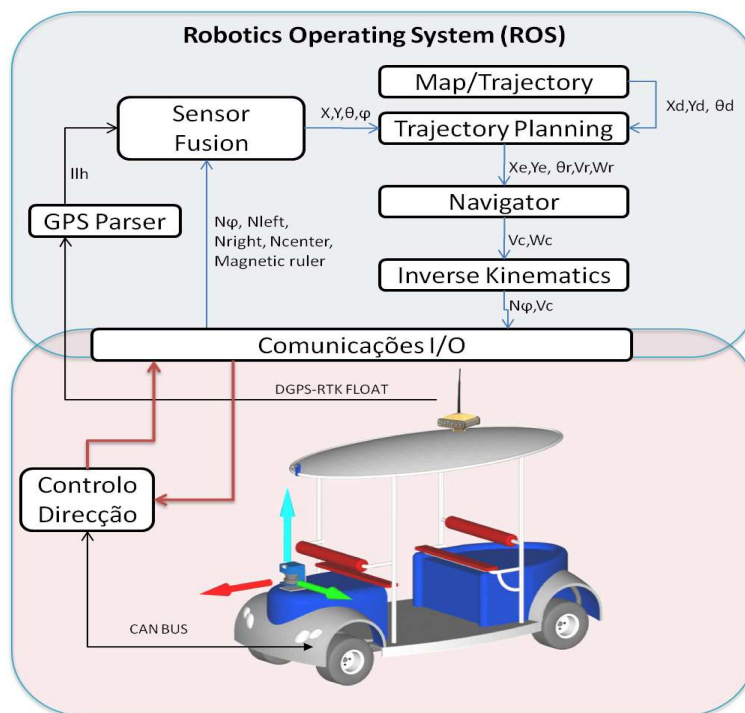 Robotics Operating System (ROS)
Map/Trajectory
Sensor
Fusion
X,Y,θ,φ
Xd,Yd, θd
Trajectory Planning
Xe,Ye, θr,Vr,Wr
llh
GPS Parser
Nφ, Nleft,
Nright, Ncenter,
Magnetic ruler
Navigator
Vc,Wc
Inverse Kinematics
Nφ,Vc
Comunicações I/O
DGPS-RTK FLOAT
Controlo
Direcção
CAN BUS